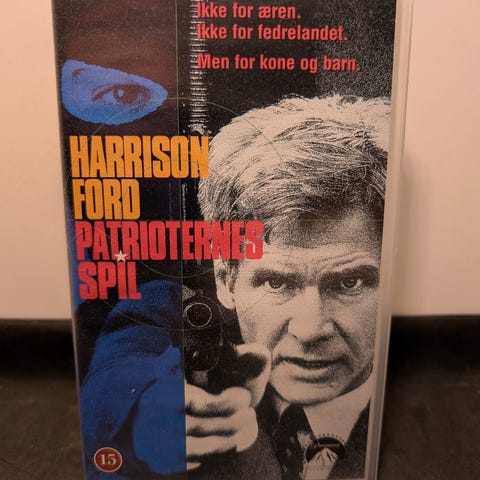 Ikke for æren.
Ikke for fedrelandet.
Men for kone og barn.
HARRISON
FORD
PATRIOTERNES
SPIL
15